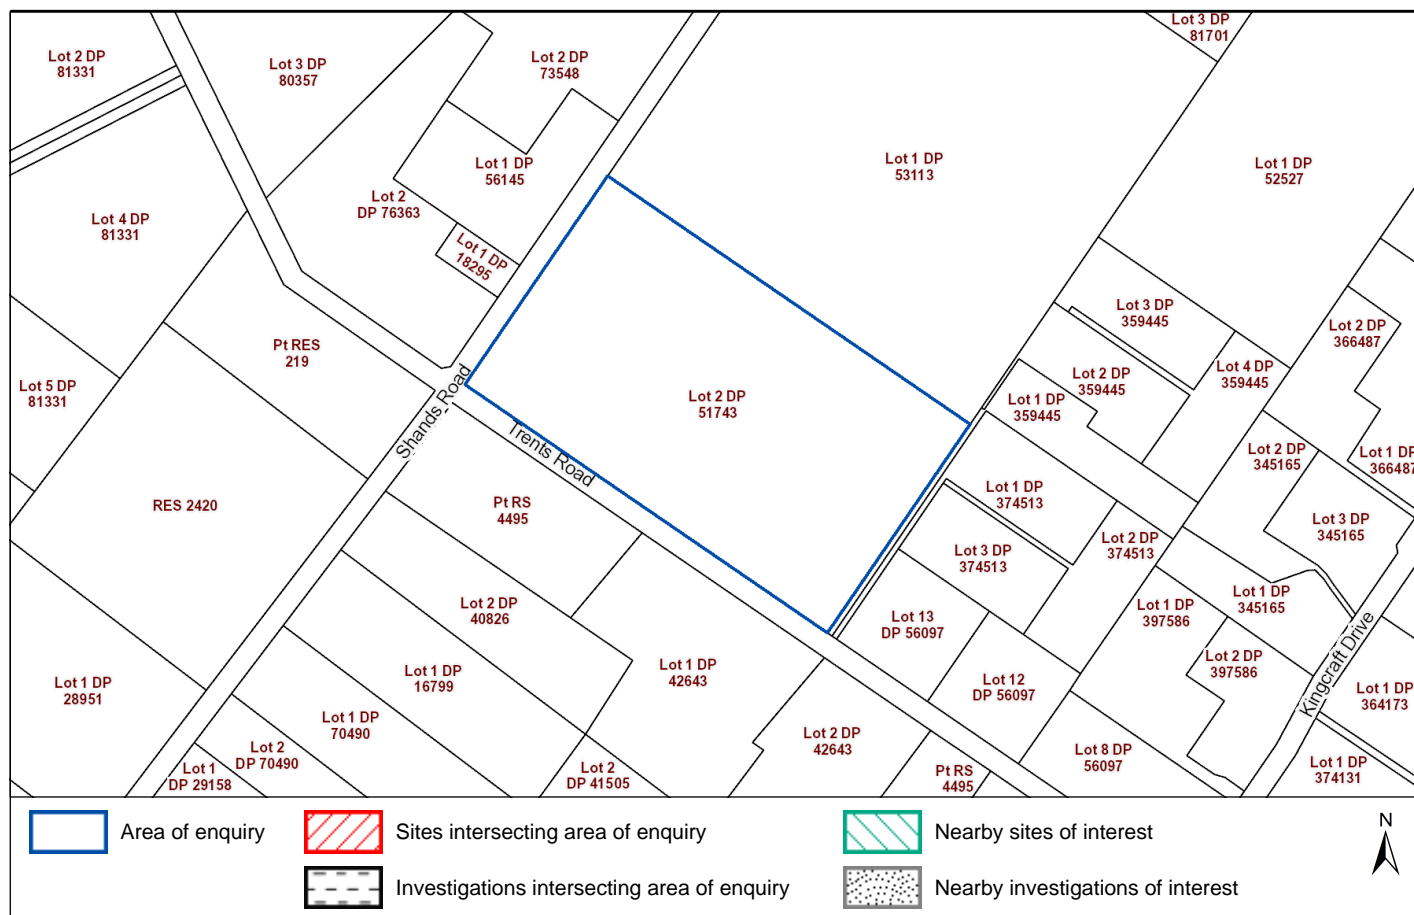 Lot 3 DP
81701
Lot 2 DP
81331
Lot 3 DP
80357
Lot 2 DP
73548
Lot 1 DP
56145
Lot 1 DP
53113
Lot 1 DP
52527
Lot 2
DP 76363
Lot 4 DP
81331
Lot 1 DP
18295
Lot 3 DP
359445
Lot 2 DP
366487
Pt RES
219
Lot 5 DP
81331
Lot 2 DP
359445
Lot 4 DP
359445
Lot 1 DP
359445
Lot 2 DP
51743
Shands Road
Trents Road
Lot 2 DP
345165
Lot 1 DP
366487
RES 2420
Pt RS
4495
Lot 1 DP
374513
Lot 3 DP
345165
Lot 2 DP
374513
Lot 3 DP
374513
Lot 1 DP
345165
Lot 2 DP
40826
Lot 13
DP 56097
Lot 1 DP
397586
Lot 2 DP
397586
Kingcraft Drive
Lot 1 DP
28951
Lot 1 DP
16799
Lot 1 DP
42643
Lot 12
DP 56097
Lot 1 DP
364173
Lot 1 DP
70490
Lot 2 DP
42643
Lot 8 DP
56097
Lot 2
DP 70490
Lot 1
DP 29158
Lot 2
DP 41505
Pt RS
4495
Lot 1 DP
374131
Area of enquiry
Sites intersecting area of enquiry
Nearby sites of interest
Investigations intersecting area of enquiry
Nearby investigations of interest
N